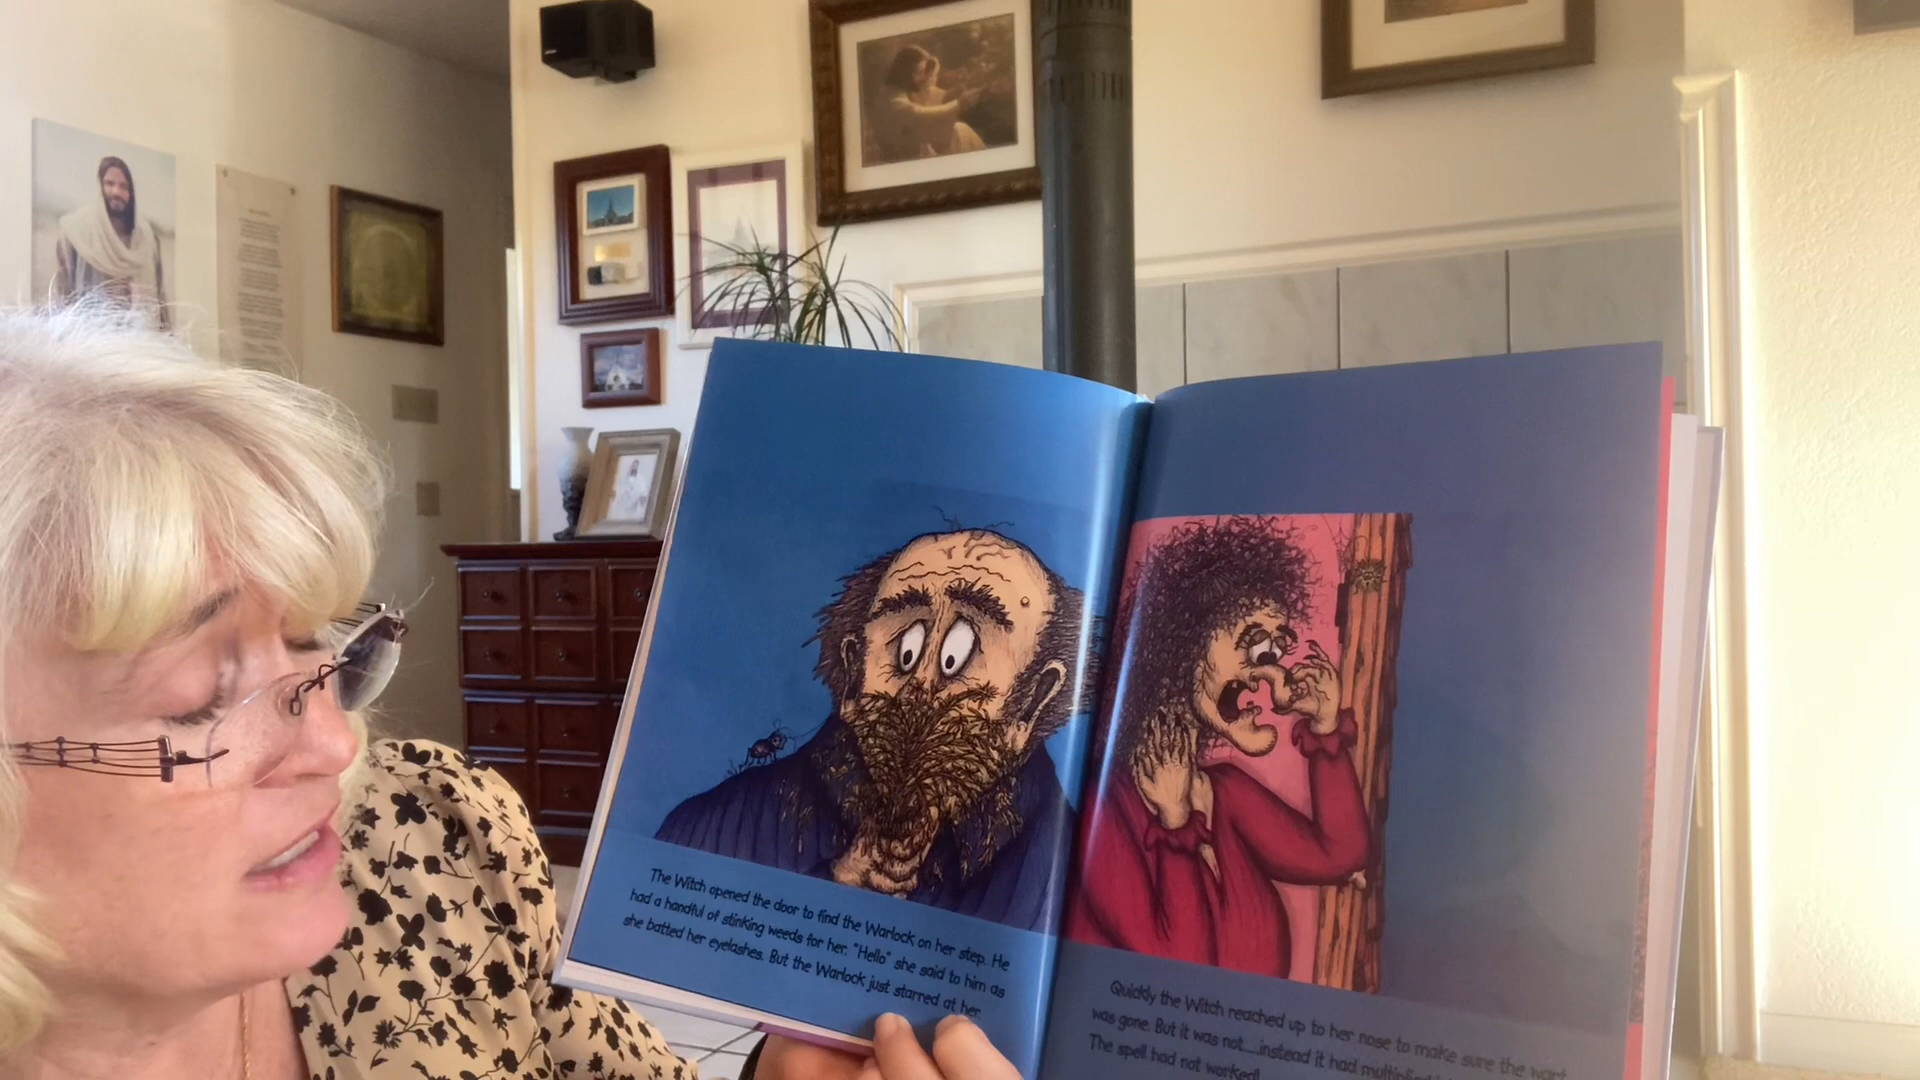 The Witch opened the door to find the Warlock on her step. He
had a handful of stinking weeds for her. "Hello" she said to him as
she batted her eyelashes. But the Warlock just starred at her.
Quickly the Witch reached up to her nose to make sure the wart
was gone. But it was not....instead it had multiplied
The spell had not worked!